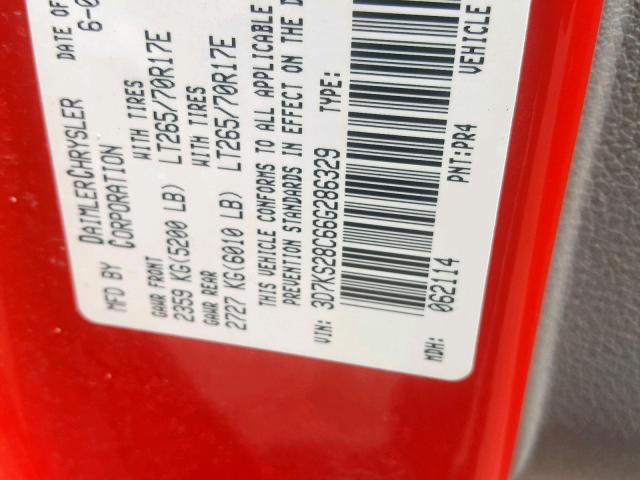 MFD BY DAIMLERCHRYSLER CORPORATION DATE OF
6-0
GAWR FRONT WITH TIRES
2359 KG(5200 LB) LT265/70R17E
GAWR REAR WITH TIRES
2727 KG(6010 LB) LT265/70R17E
THIS VEHICLE CONFORMS TO ALL APPLICABLE
PREVENTION STANDARDS IN EFFECT ON THE D
VIN: 3D7KS28C66G286329 TYPE:
MDH: 062114 PNT:PR4 VEHICLE